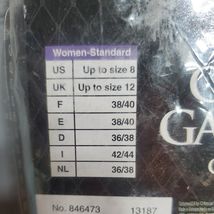 Women-Standard
US Up to size 8
UK Up to size 12
F 38/40
E 38/40
D 36/38
I 42/44
NL 36/38
No. 846473 13187
GA